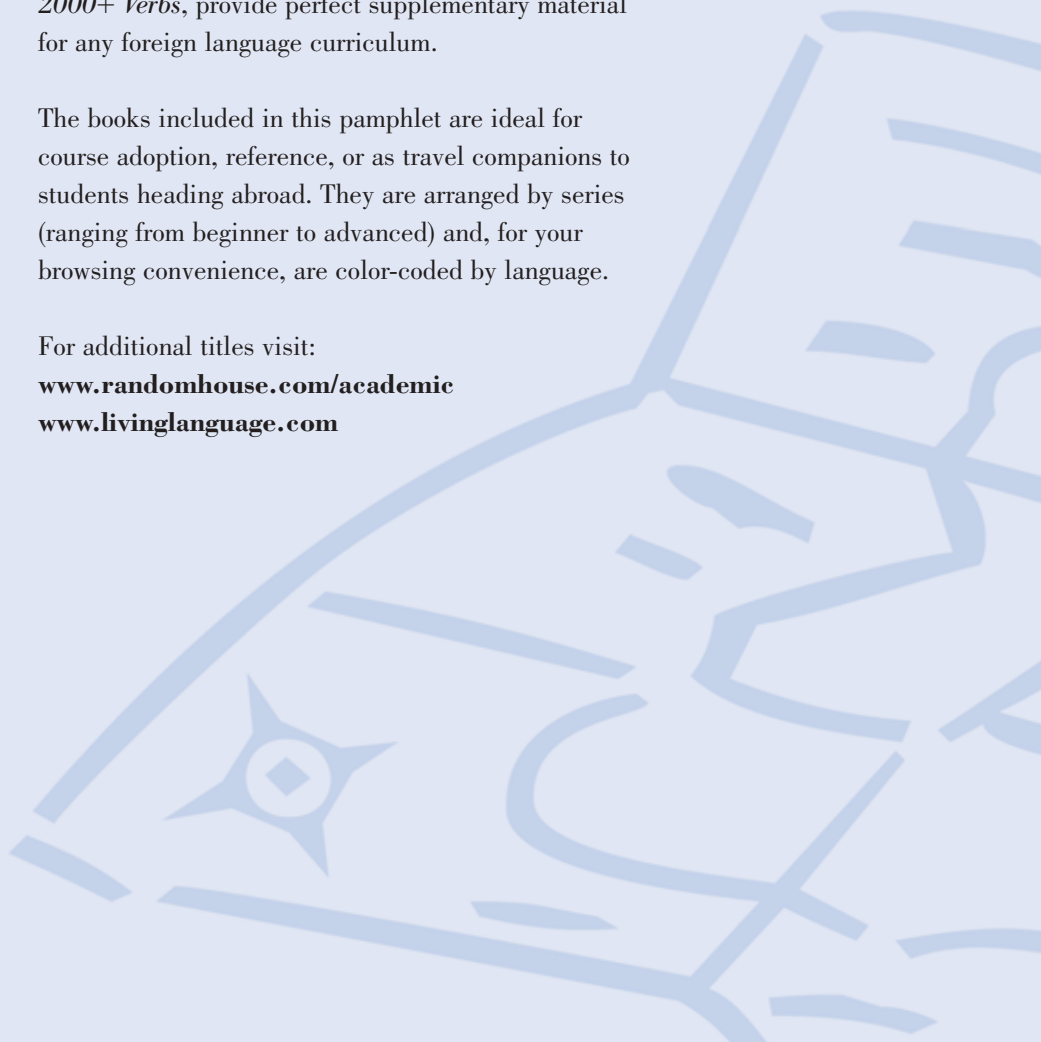 2000+ Verbs, provide perfect supplementary material
for any foreign language curriculum.
The books included in this pamphlet are ideal for
course adoption, reference, or as travel companions to
students heading abroad. They are arranged by series
(ranging from beginner to advanced) and, for your
browsing convenience, are color-coded by language.
For additional titles visit:
www.randomhouse.com/academic
www.livinglanguage.com